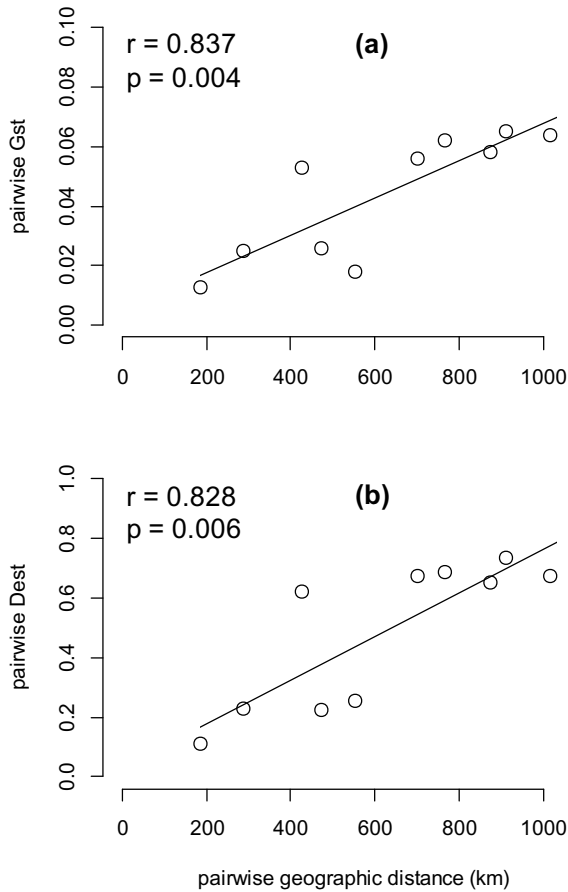 r = 0.837
p = 0.004
(a)
pairwise Gst
0.10
0.08
0.06
0.04
0.02
0.00
0 200 400 600 800 1000
r = 0.828
p = 0.006
(b)
pairwise Dest
1.0
0.8
0.6
0.4
0.2
0.0
0 200 400 600 800 1000
pairwise geographic distance (km)